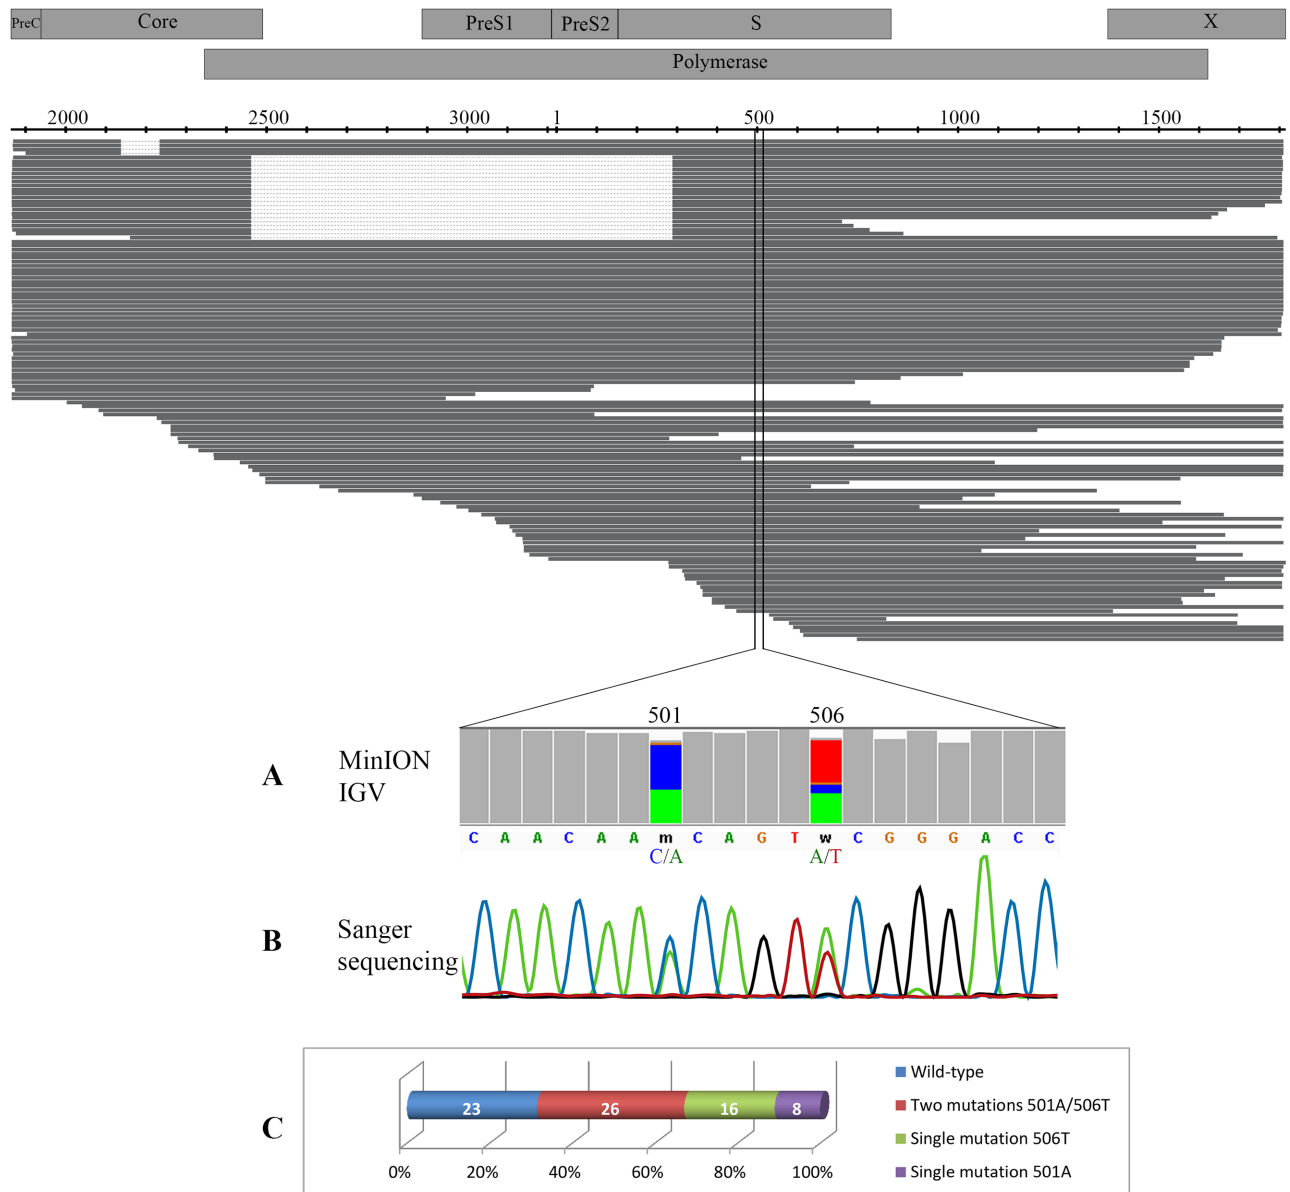 PreC Core PreS1 PreS2 S X
Polymerase
2000 2500 3000 1 500 1000 1500
501 506
A MinION
IGV
C A A C A A m C A G T w C G G G A C C
C/A A/T
B Sanger
sequencing
C
23 26 16 8
0% 20% 40% 60% 80% 100%
Wild-type
Two mutations 501A/506T
Single mutation 506T
Single mutation 501A